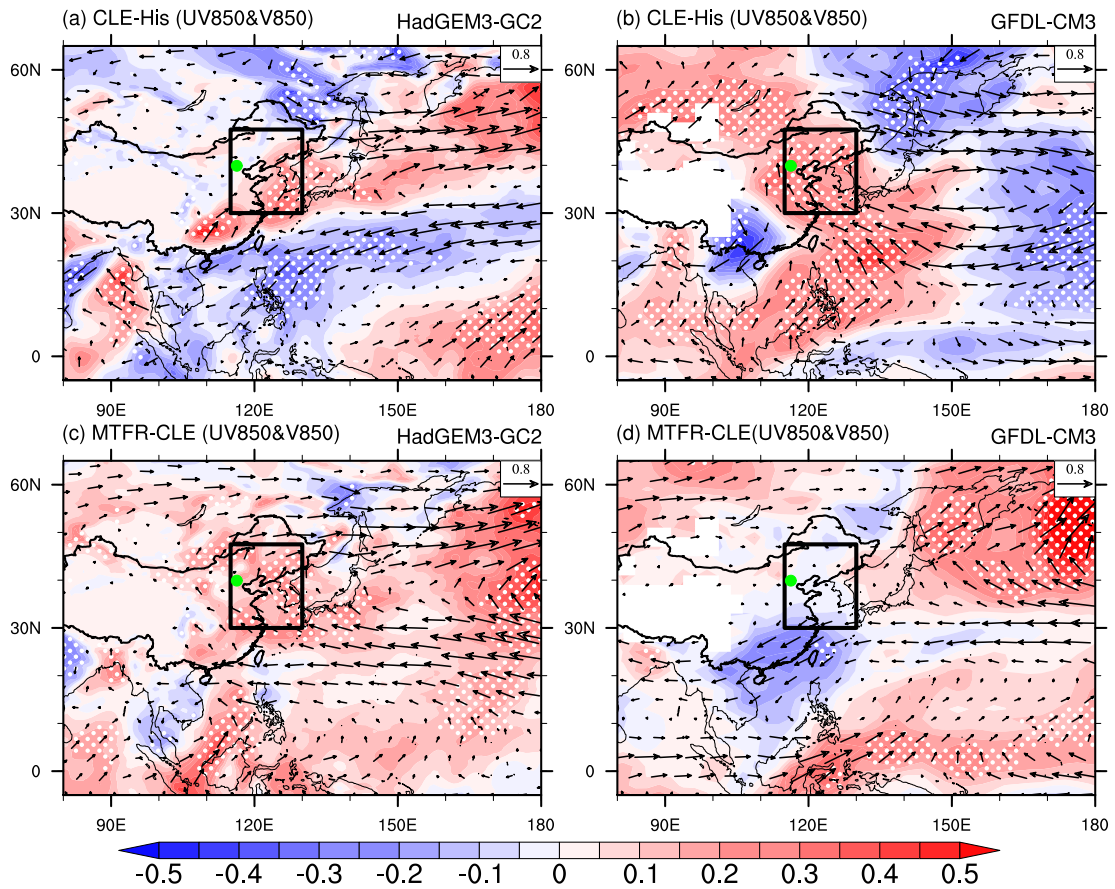 (a) CLE-His (UV850&V850) HadGEM3-GC2
0.8
60N
30N
0
90E 120E 150E 180
(b) CLE-His (UV850&V850) GFDL-CM3
0.8
60N
30N
0
90E 120E 150E 180
(c) MTFR-CLE (UV850&V850) HadGEM3-GC2
0.8
60N
30N
0
90E 120E 150E 180
(d) MTFR-CLE(UV850&V850) GFDL-CM3
0.8
60N
30N
0
90E 120E 150E 180
-0.5 -0.4 -0.3 -0.2 -0.1 0 0.1 0.2 0.3 0.4 0.5